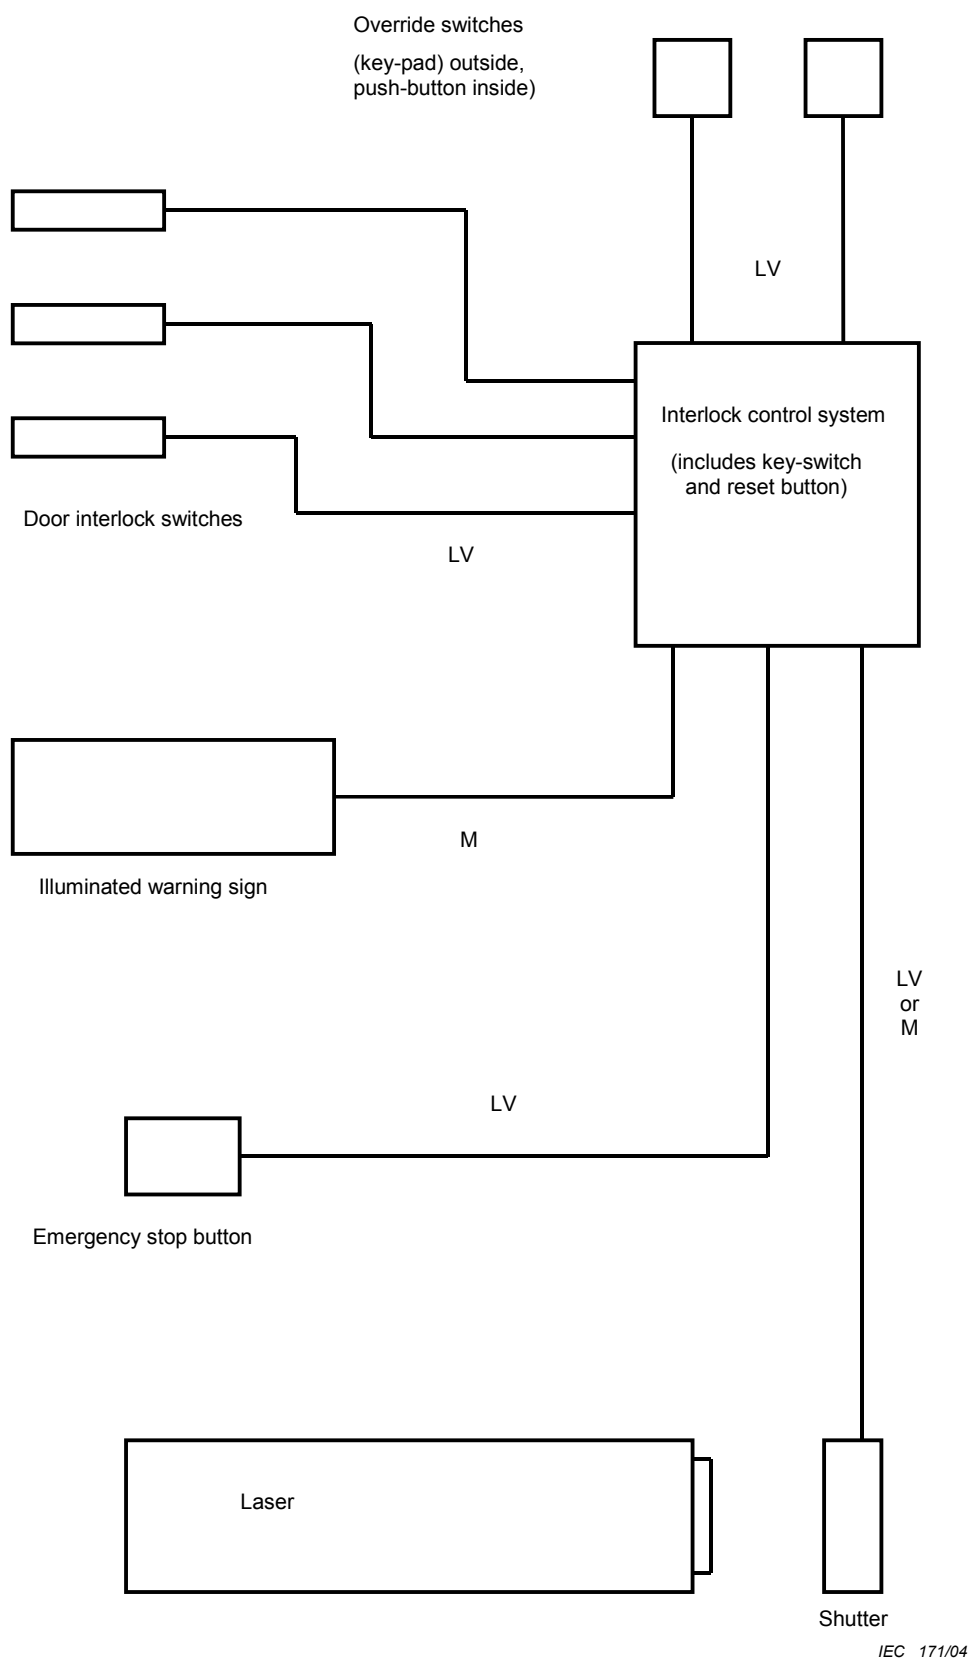 Override switches
(key-pad) outside,
push-button inside)
LV
Interlock control system
(includes key-switch
and reset button)
Door interlock switches
LV
M
Illuminated warning sign
LV
or
M
LV
Emergency stop button
Laser
Shutter
IEC 171/04